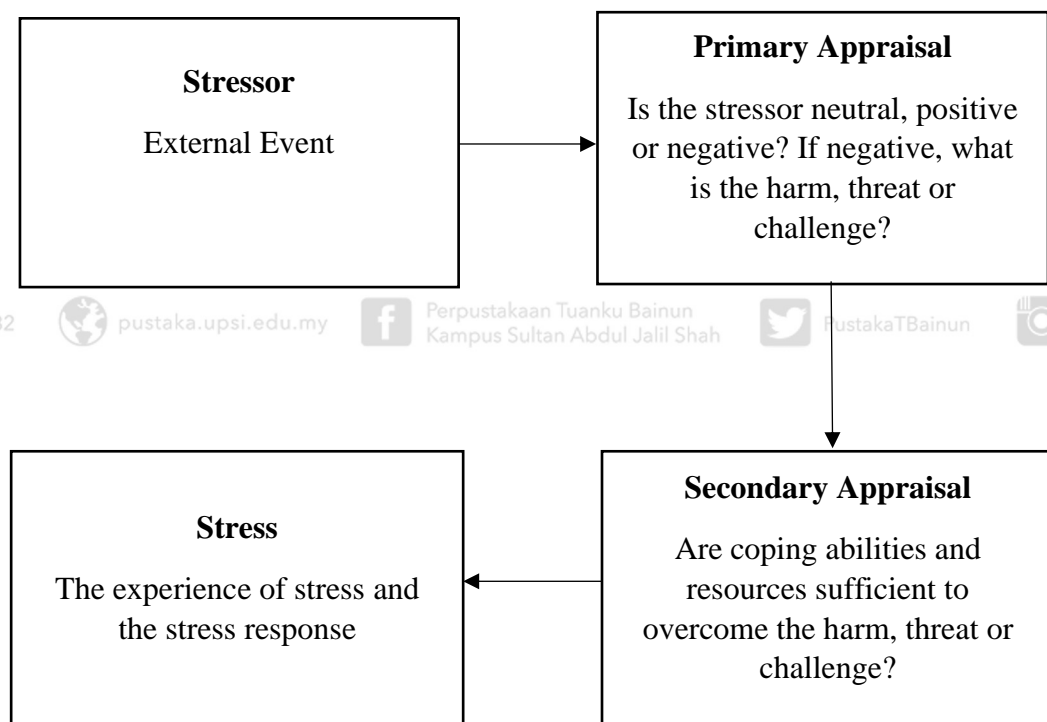 Stressor
External Event
Primary Appraisal
Is the stressor neutral, positive
or negative? If negative, what
is the harm, threat or
challenge?
pustaka.upsi.edu.my
Perpustakaan Tuanku Bainun
Kampus Sultan Abdul Jalil Shah
PustakaTBainun
Stress
The experience of stress and
the stress response
Secondary Appraisal
Are coping abilities and
resources sufficient to
overcome the harm, threat or
challenge?